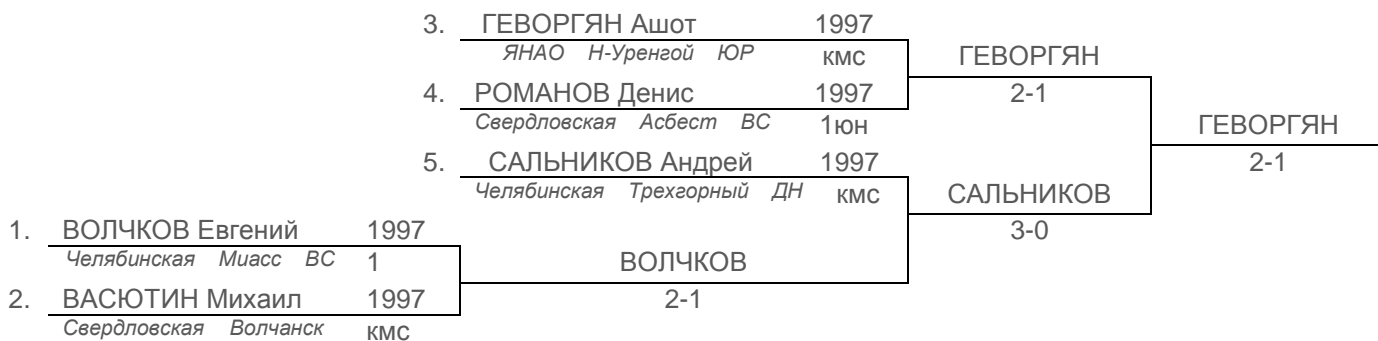 3. ГЕВОРГЯН Ашот 1997
ЯНАО Н-Уренгой ЮР кмс
ГЕВОРГЯН
4. РОМАНОВ Денис 1997
2-1
Свердловская Асбест ВС 1юн
ГЕВОРГЯН
5. САЛЬНИКОВ Андрей 1997
2-1
Челябинская Трехгорный ДН кмс
САЛЬНИКОВ
1. ВОЛЧКОВ Евгений 1997
3-0
Челябинская Миасс ВС 1
ВОЛЧКОВ
2. ВАСЮТИН Михаил 1997
2-1
Свердловская Волчанск кмс